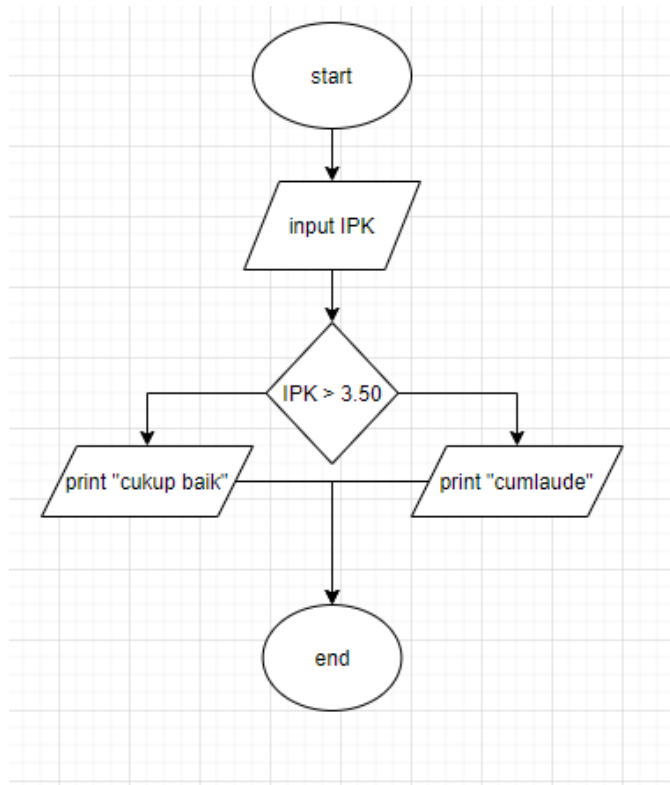 start
input IPK
IPK > 3.50
print "cukup baik"
print "cumlaude"
end